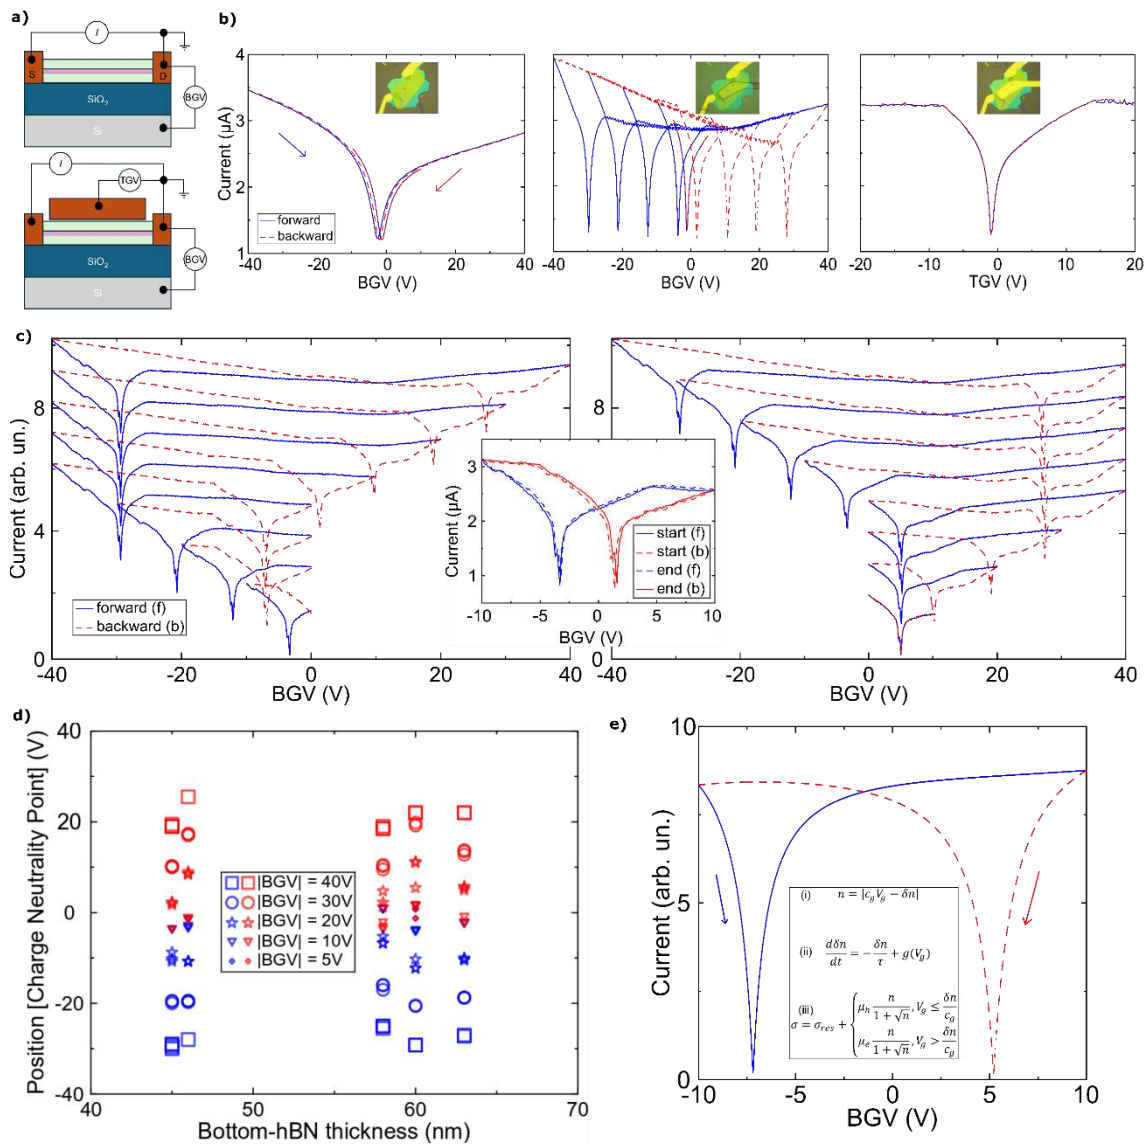 a)
I
S
D
BGV
SiO₂
Si
I
TGV
BGV
SiO₂
Si
b)
Current (μA)
4
3
2
1
forward
backward
-40
-20
0
20
40
BGV (V)
-40
-20
0
20
40
BGV (V)
-20
-10
0
10
20
TGV (V)
c)
Current (arb. un.)
8
4
0
forward (f)
backward (b)
-40
-20
0
20
40
BGV (V)
Current (μA)
3
2
1
start (f)
start (b)
end (f)
end (b)
-10
-5
0
5
10
BGV (V)
8
4
0
-40
-20
0
20
40
BGV (V)
d)
Position [Charge Neutrality Point] (V)
40
20
0
-20
-40
|BGV| = 40V
|BGV| = 30V
|BGV| = 20V
|BGV| = 10V
|BGV| = 5V
40
50
60
70
Bottom-hBN thickness (nm)
e)
Current (arb. un.)
10
5
0
(i) n = |c_g V_g − δn|
(ii) dδn/dt = −δn/τ + g(V_g)
(iii) σ = σ_res + { μ_h n/(1 + √n), V_g ≤ δn/c_g
μ_e n/(1 + √n), V_g > δn/c_g
-10
-5
0
5
10
BGV (V)